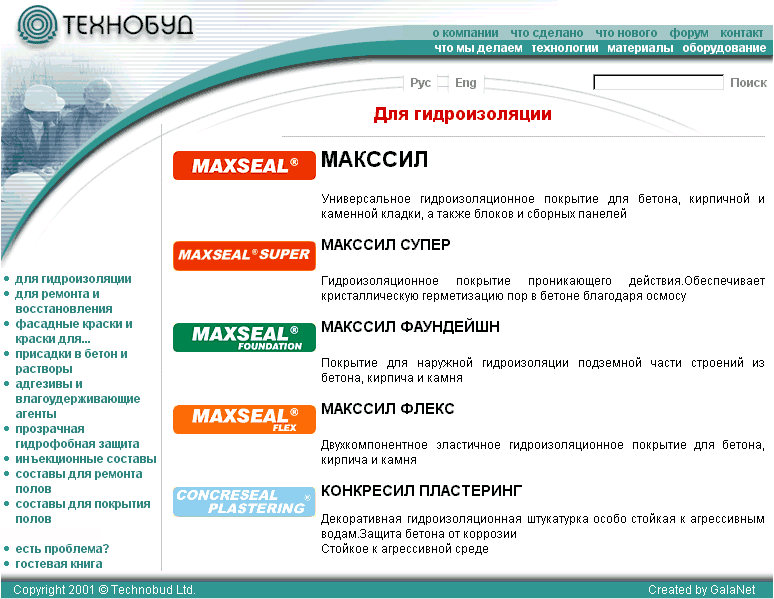 ТЕХНОБУД
о компании что сделано что нового форум контакт
что мы делаем технологии материалы оборудование
Рус Eng Поиск
Для гидроизоляции
MAXSEAL® МАКССИЛ
Универсальное гидроизоляционное покрытие для бетона, кирпичной и
каменной кладки, а также блоков и сборных панелей
MAXSEAL® SUPER МАКССИЛ СУПЕР
Гидроизоляционное покрытие проникающего действия.Обеспечивает
кристаллическую герметизацию пор в бетоне благодаря осмосу
MAXSEAL® МАКССИЛ ФАУНДЕЙШН
FOUNDATION
Покрытие для наружной гидроизоляции подземной части строений из
бетона, кирпича и камня
MAXSEAL® МАКССИЛ ФЛЕКС
FLEX
Двухкомпонентное эластичное гидроизоляционное покрытие для бетона,
кирпича и камня
CONCRESEAL КОНКРЕСИЛ ПЛАСТЕРИНГ
PLASTERING®
Декоративная гидроизоляционная штукатурка особо стойкая к агрессивным
водам.Защита бетона от коррозии
Стойкое к агрессивной среде
для гидроизоляции
для ремонта и
восстановления
фасадные краски и
краски для...
присадки в бетон и
растворы
адгезивы и
влагоудерживающие
агенты
прозрачная
гидрофобная защита
инъекционные составы
составы для ремонта
полов
составы для покрытия
полов
есть проблема?
гостевая книга
Copyright 2001 © Technobud Ltd. Created by GalaNet